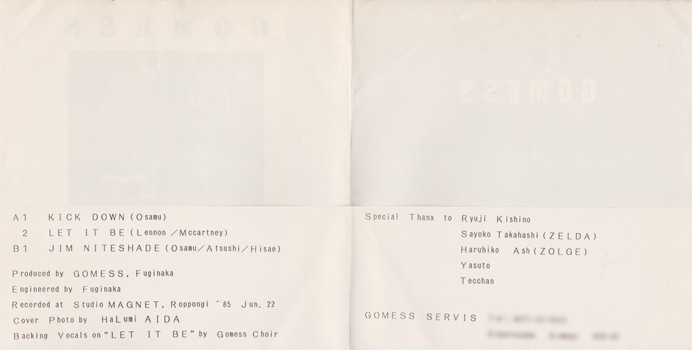 A1 KICK DOWN (Osamu)
2 LET IT BE (Lennon／Mccartney)
B1 JIM NITESHADE (Osamu／Atsushi／Hisae)
Produced by GOMESS, Fuginaka
Engineered by Fuginaka
Recorded at Studio MAGNET, Roppongi ~85 Jun. 22
Cover Photo by HaLumi AIDA
Backing Vocals on "LET IT BE" by Gomess Choir
Special Thanx to Ryuji Kishino
Sayoko Takahashi (ZELDA)
Haruhiko Ash (ZOLGE)
Yasuto
Tecchan
GOMESS SERVIS
GOMESS
GOMESS